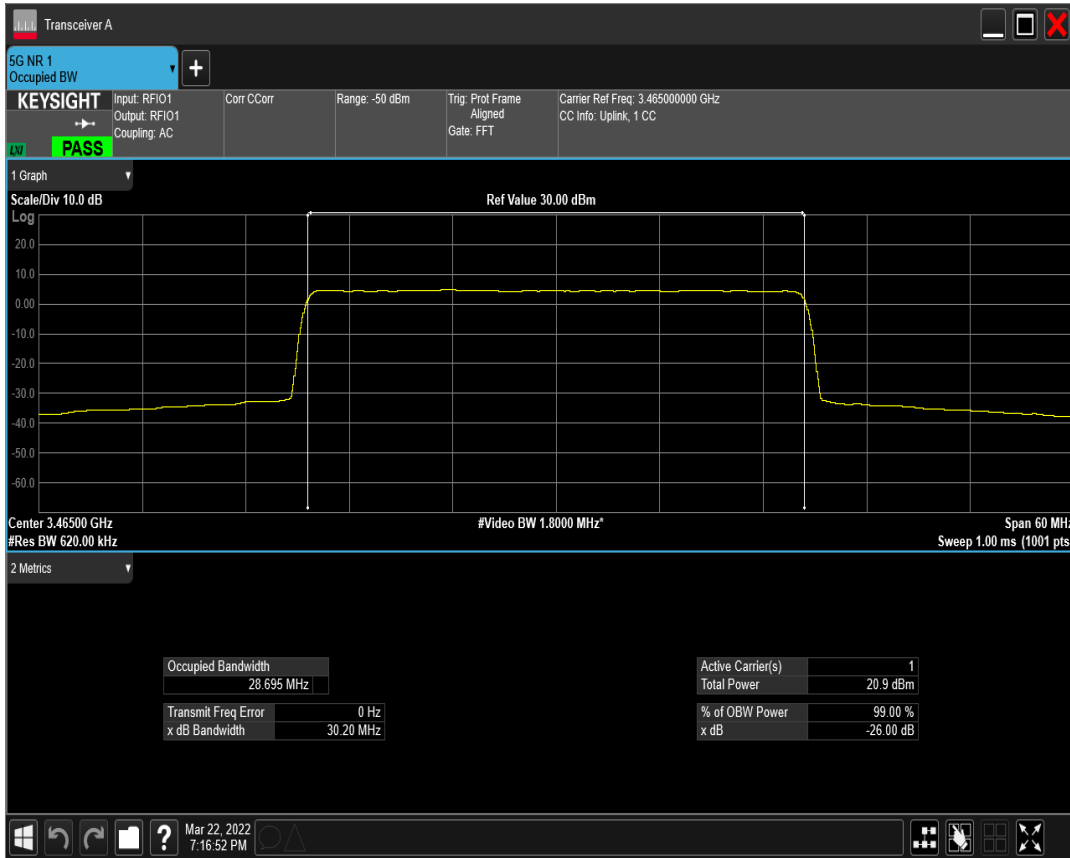 Transceiver A
5G NR 1
Occupied BW
KEYSIGHT
LXI
PASS
Input: RFIO1
Output: RFIO1
Coupling: AC
Corr CCorr
Range: -50 dBm
Trig: Prot Frame
Aligned
Gate: FFT
Carrier Ref Freq: 3.465000000 GHz
CC Info: Uplink, 1 CC
1 Graph
Scale/Div 10.0 dB
Ref Value 30.00 dBm
Log
20.0
10.0
0.00
-10.0
-20.0
-30.0
-40.0
-50.0
-60.0
Center 3.46500 GHz
#Video BW 1.8000 MHz*
Span 60 MHz
#Res BW 620.00 kHz
Sweep 1.00 ms (1001 pts
2 Metrics
Occupied Bandwidth
28.695 MHz
Transmit Freq Error 0 Hz
x dB Bandwidth 30.20 MHz
Active Carrier(s) 1
Total Power 20.9 dBm
% of OBW Power 99.00 %
x dB -26.00 dB
Mar 22, 2022
7:16:52 PM